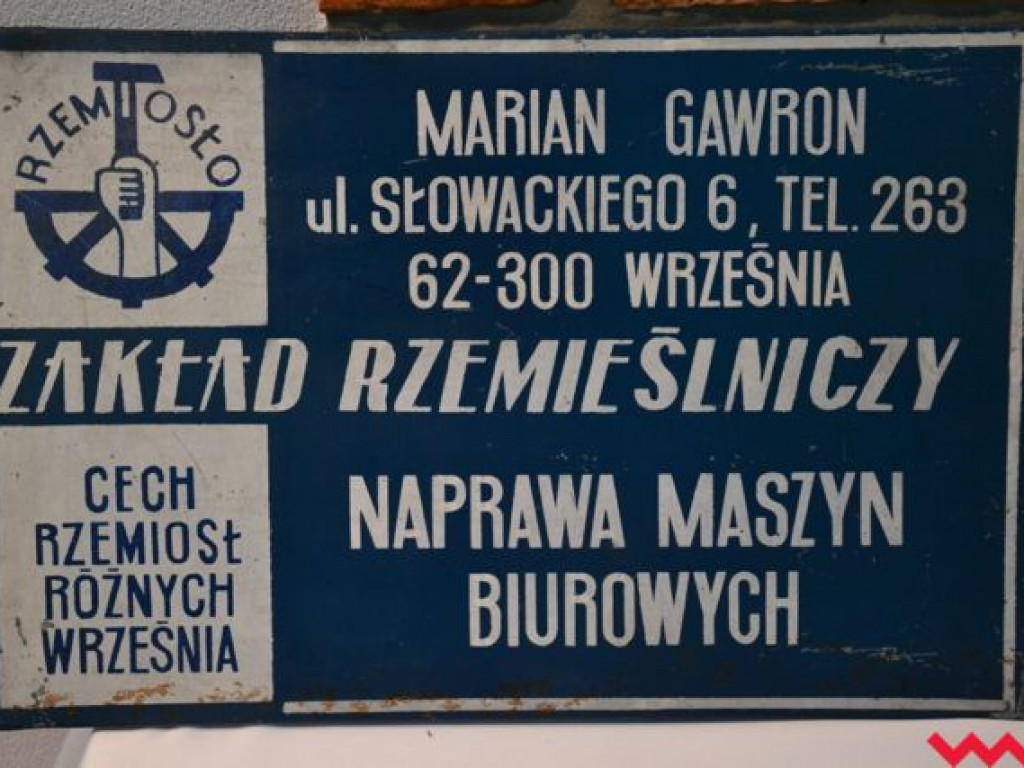 RZEMIOSŁO
MARIAN GAWRON
ul. SŁOWACKIEGO 6, TEL. 263
62-300 WRZEŚNIA
ZAKŁAD RZEMIEŚLNICZY
CECH
RZEMIOSŁ
RÓŻNYCH
WRZEŚNIA
NAPRAWA MASZYN
BIUROWYCH